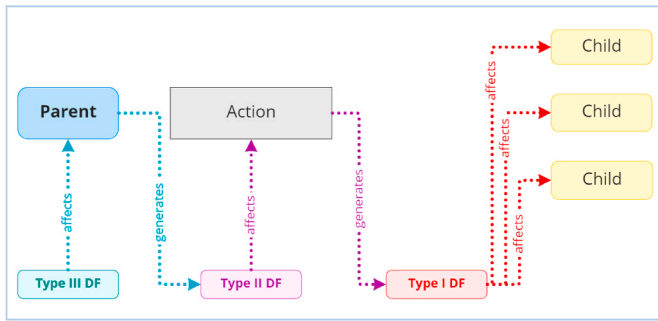 Child
affects
Parent
Action
Child
affects
Child
affects
generates
affects
generates
affects
Type III DF
Type II DF
Type I DF